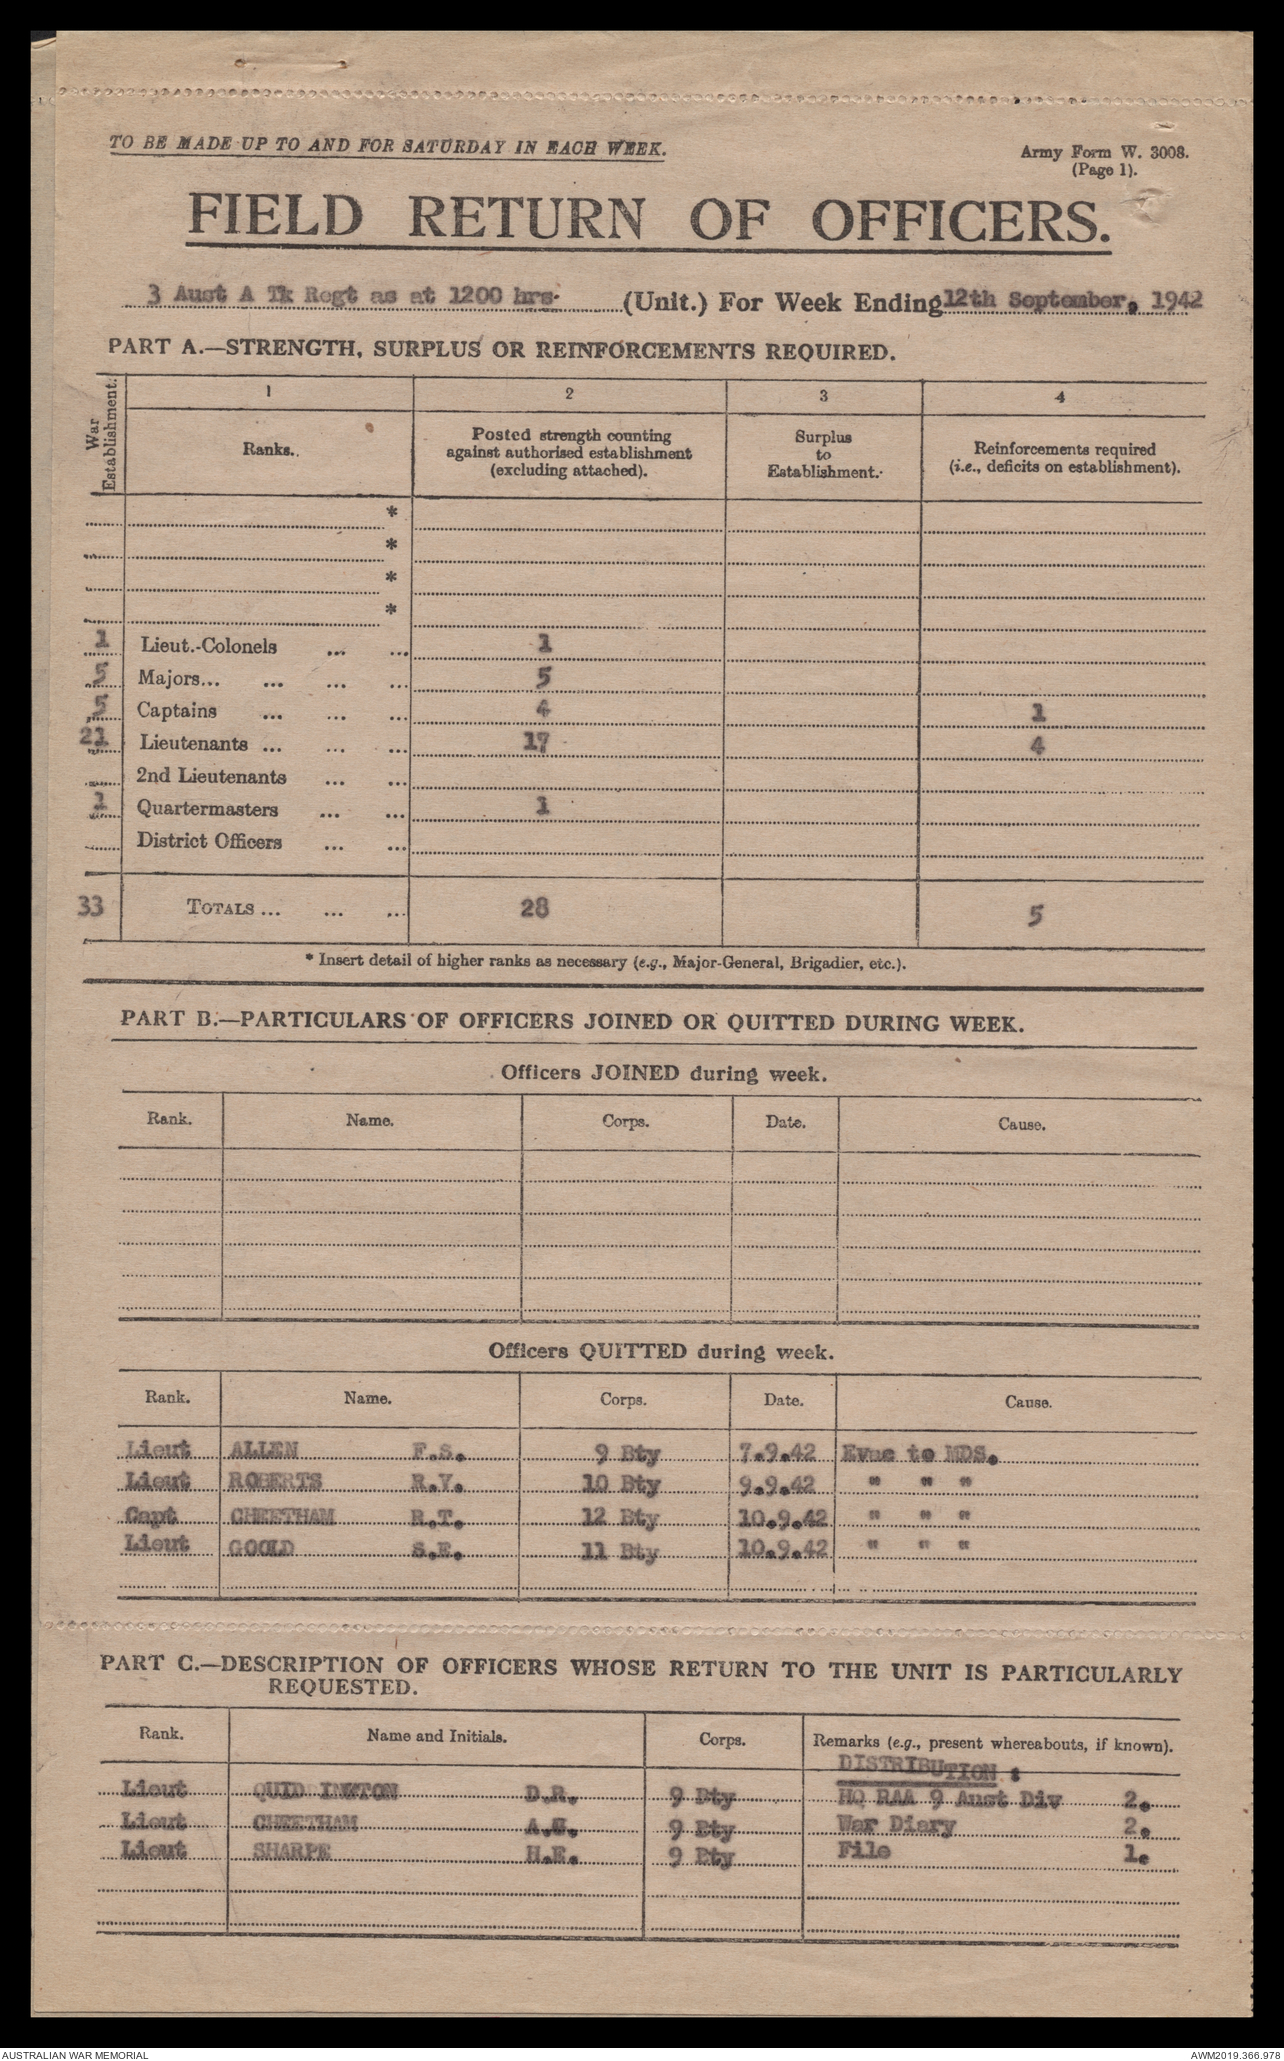 TO BE MADE UP TO AND FOR SATURDAY IN EACH WEEK.
Army Form W. 3008.
(Page 1).
FIELD RETURN OF OFFICERS.
3 Aust A Tk Regt as at 1200 hrs. (Unit.) For Week Ending 12th September, 1942
PART A.—STRENGTH, SURPLUS OR REINFORCEMENTS REQUIRED.
War Establishment. 1 2 3 4
Ranks. Posted strength counting against authorised establishment (excluding attached). Surplus to Establishment. Reinforcements required (i.e., deficits on establishment).
*
*
*
*
1 Lieut.-Colonels ... ... 1
5 Majors... ... ... ... 5
5 Captains ... ... ... 4 1
21 Lieutenants ... ... ... 17 4
2nd Lieutenants ... ...
1 Quartermasters ... ... 1
District Officers ... ...
33 TOTALS ... ... ... 28 5
* Insert detail of higher ranks as necessary (e.g., Major-General, Brigadier, etc.).
PART B.—PARTICULARS OF OFFICERS JOINED OR QUITTED DURING WEEK.
Officers JOINED during week.
Rank. Name. Corps. Date. Cause.
Officers QUITTED during week.
Rank. Name. Corps. Date. Cause.
Lieut ALLEN F.S. 9 Bty 7.9.42 Evac to MDS.
Lieut ROBERTS R.V. 10 Bty 9.9.42 " " "
Capt CHEETHAM R.T. 12 Bty 10.9.42 " " "
Lieut GOOLD S.E. 11 Bty 10.9.42 " " "
PART C.—DESCRIPTION OF OFFICERS WHOSE RETURN TO THE UNIT IS PARTICULARLY
REQUESTED.
Rank. Name and Initials. Corps. Remarks (e.g., present whereabouts, if known).
DISTRIBUTION :
Lieut D.R. 9 Bty HQ RAA 9 Aust Div 2.
Lieut CHEETHAM 9 Bty War Diary 2.
Lieut SHARPE H.E. 9 Bty File 1.
AUSTRALIAN WAR MEMORIAL
AWM2019.366.978